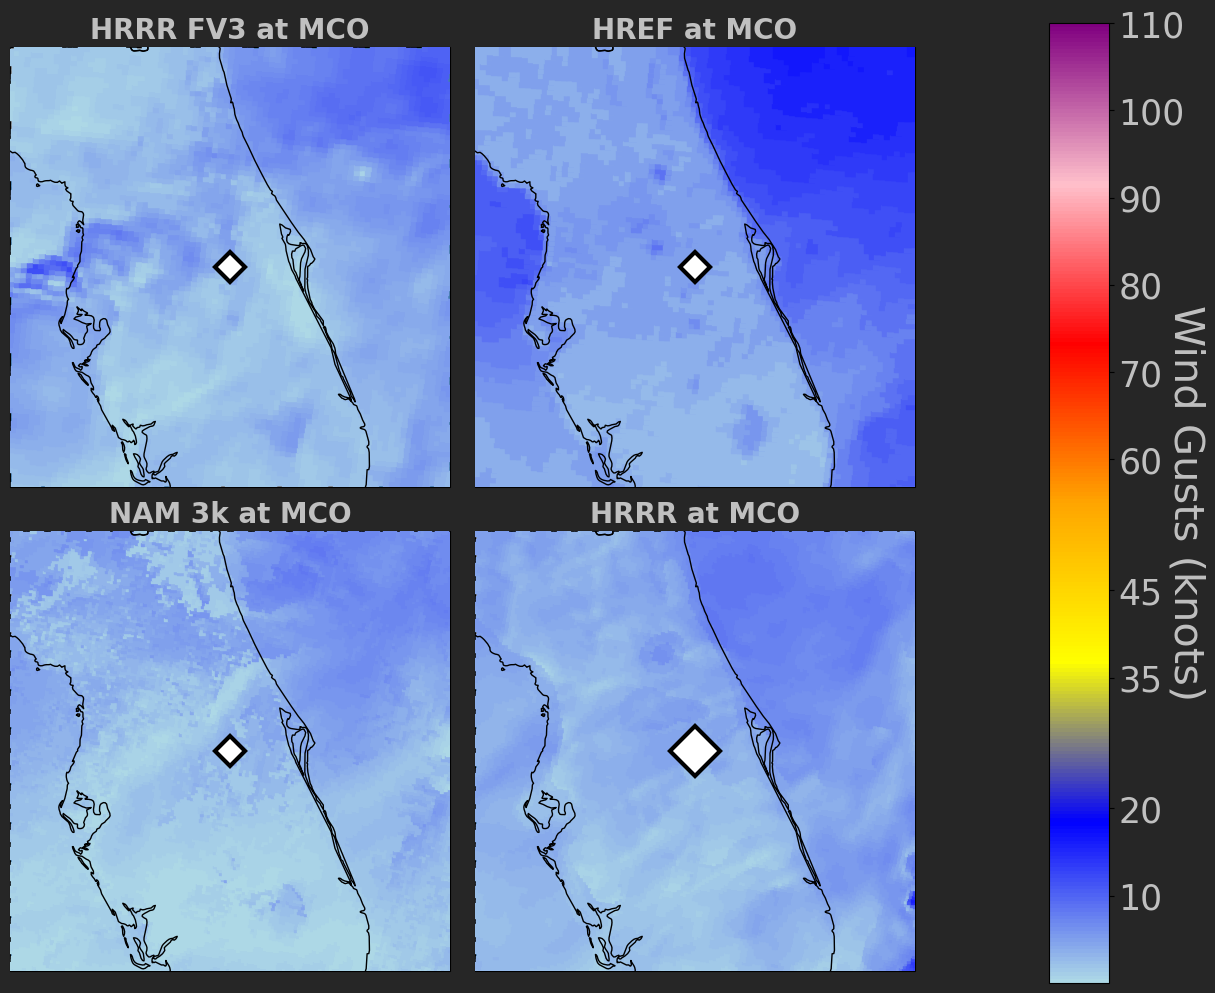 HRRR FV3 at MCO
HREF at MCO
NAM 3k at MCO
HRRR at MCO
110
100
90
80
70
60
45
35
20
10
Wind Gusts (knots)